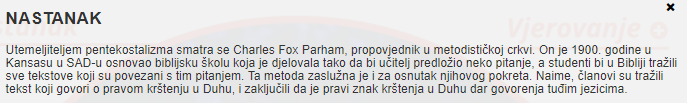 NASTANAK
Utemeljiteljem pentekostalizma smatra se Charles Fox Parham, propovjednik u metodističkoj crkvi. On je 1900. godine u
Kansasu u SAD-u osnovao biblijsku školu koja je djelovala tako da bi učitelj predložio neko pitanje, a studenti bi u Bibliji tražili
sve tekstove koji su povezani s tim pitanjem. Ta metoda zaslužna je i za osnutak njihovog pokreta. Naime, članovi su tražili
tekst koji govori o pravom krštenju u Duhu, i zaključili da je pravi znak krštenja u Duhu dar govorenja tuđim jezicima.
Vjerovanje